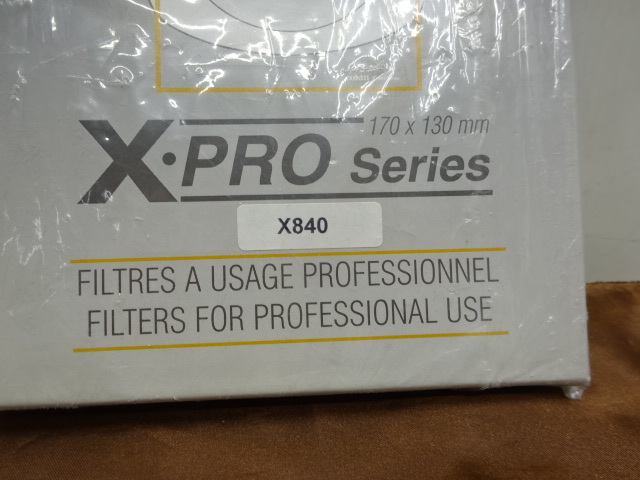 170 x 130 mm
X·PRO Series
X840
FILTRES A USAGE PROFESSIONNEL
FILTERS FOR PROFESSIONAL USE